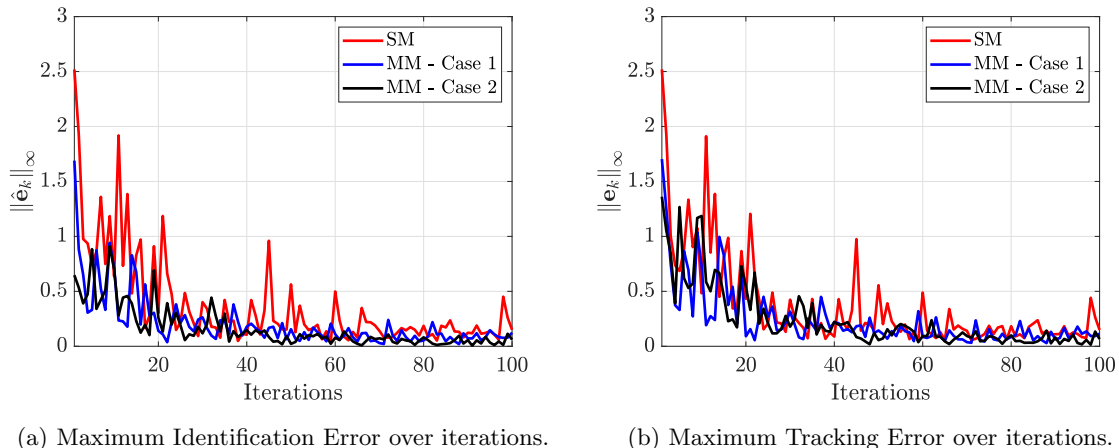 3
2.5
2
1.5
1
0.5
0
20
40
60
80
100
Iterations
‖ê_k‖_∞
SM
MM - Case 1
MM - Case 2
(a) Maximum Identification Error over iterations.
3
2.5
2
1.5
1
0.5
0
20
40
60
80
100
Iterations
‖e_k‖_∞
SM
MM - Case 1
MM - Case 2
(b) Maximum Tracking Error over iterations.